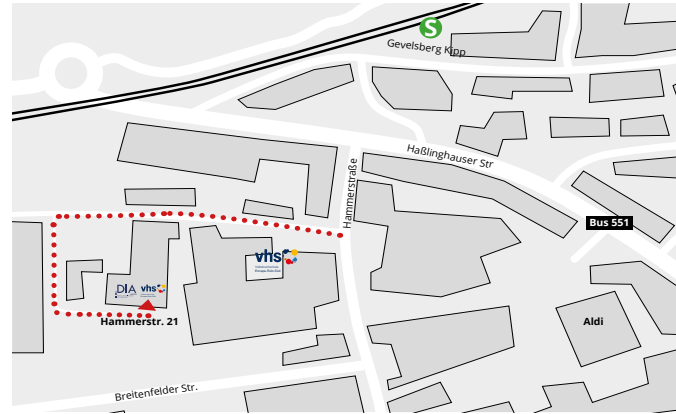 S
Gevelsberg Kipp
Haßlinghauser Str
Hammerstraße
Bus 551
vhs
DIA
vhs
Hammerstr. 21
Aldi
Breitenfelder Str.